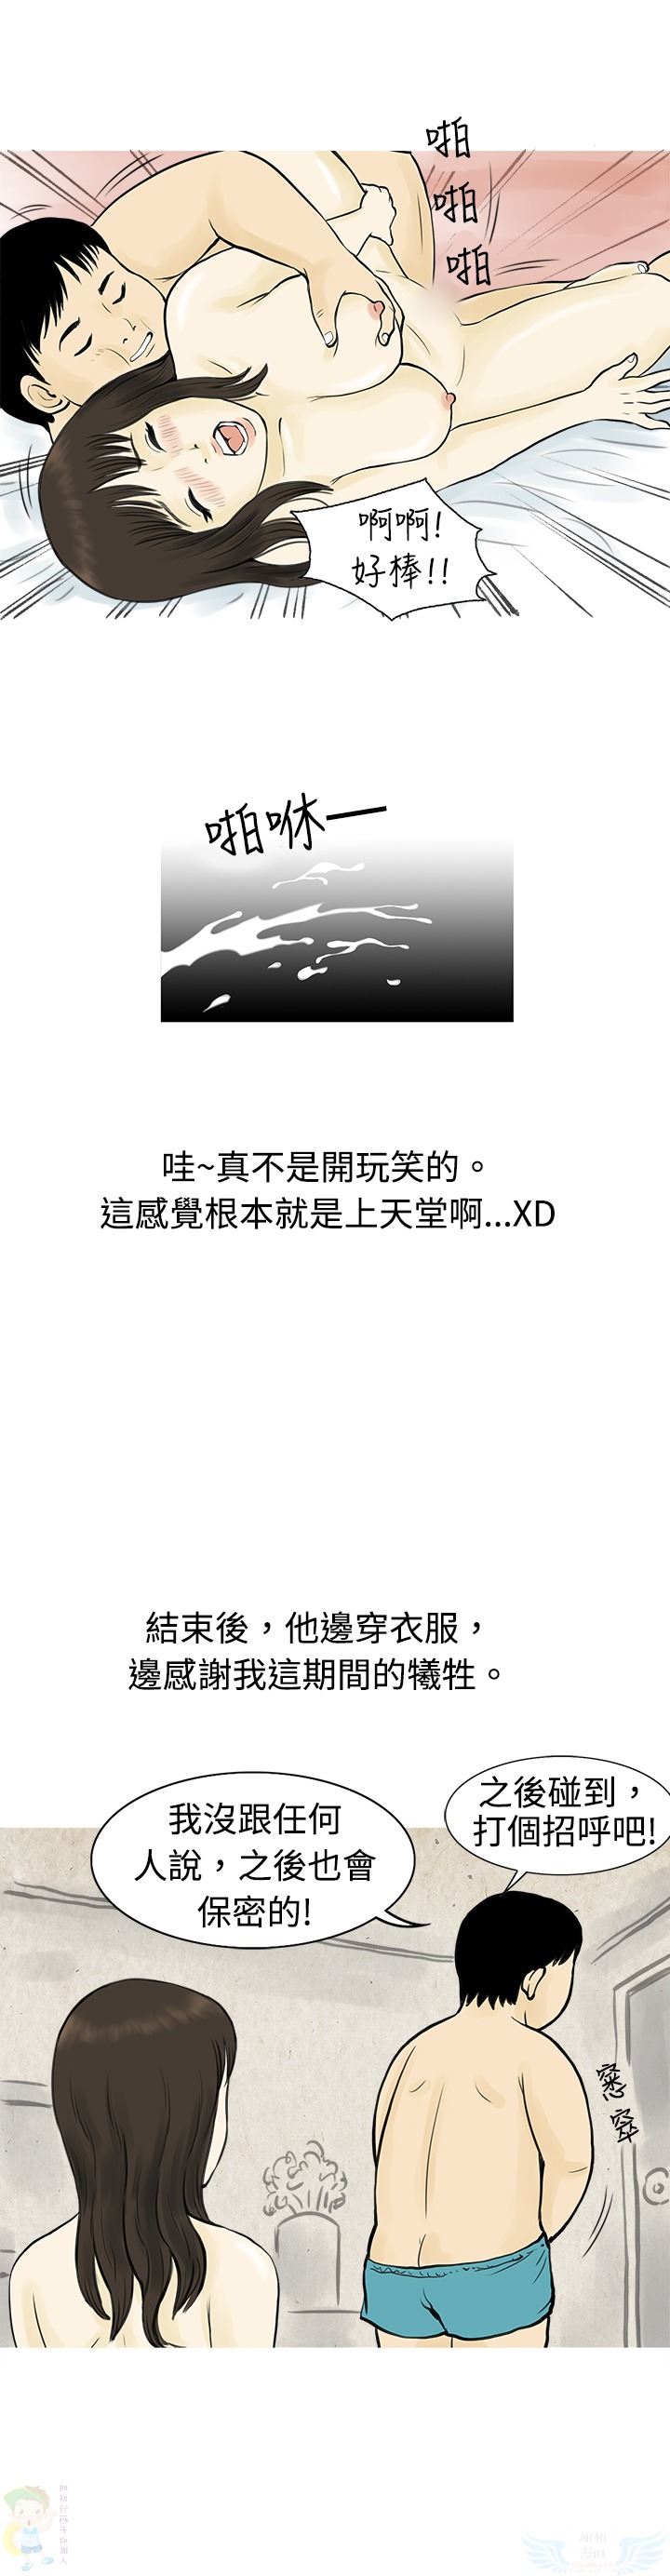 啪
啪
啪
啊啊!
好棒!!
啪咻一
哇~真不是開玩笑的。
這感覺根本就是上天堂啊...XD
結束後，他邊穿衣服，
邊感謝我這期間的犧牲。
之後碰到，
打個招呼吧!
我沒跟任何
人說，之後也會
保密的!
窸
窣